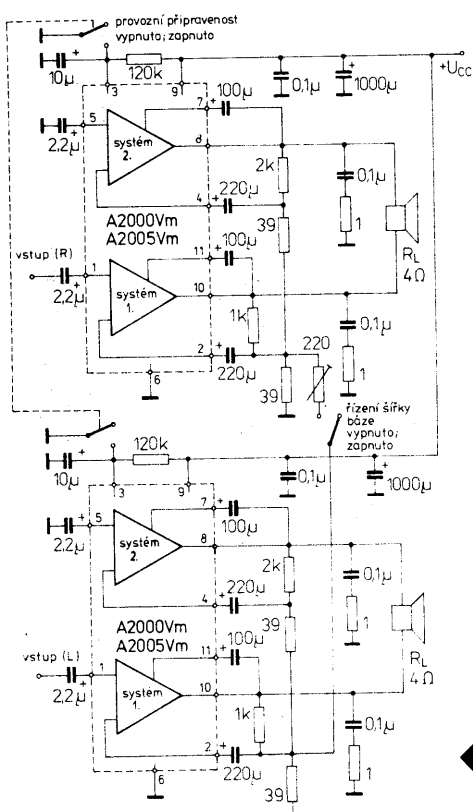 provozní připravenost
vypnuto; zapnuto
10µ
120k
3
9
0,1µ
1000µ
+UCC
7
100µ
5
2,2µ
systém
2.
8
2k
0,1µ
4
220µ
39
1
RL
4Ω
A2000Vm
A2005Vm
11
100µ
vstup (R)
1
2,2µ
systém
1.
10
1k
0,1µ
220
2
220µ
39
1
6
řízení šířky
báze
vypnuto;
zapnuto
120k
10µ
3
9
0,1µ
1000µ
7
100µ
5
2,2µ
systém
2.
8
2k
0,1µ
4
220µ
39
1
RL
4Ω
A2000Vm
A2005Vm
11
100µ
vstup (L)
1
2,2µ
systém
1.
10
1k
0,1µ
2
220µ
39
1
6